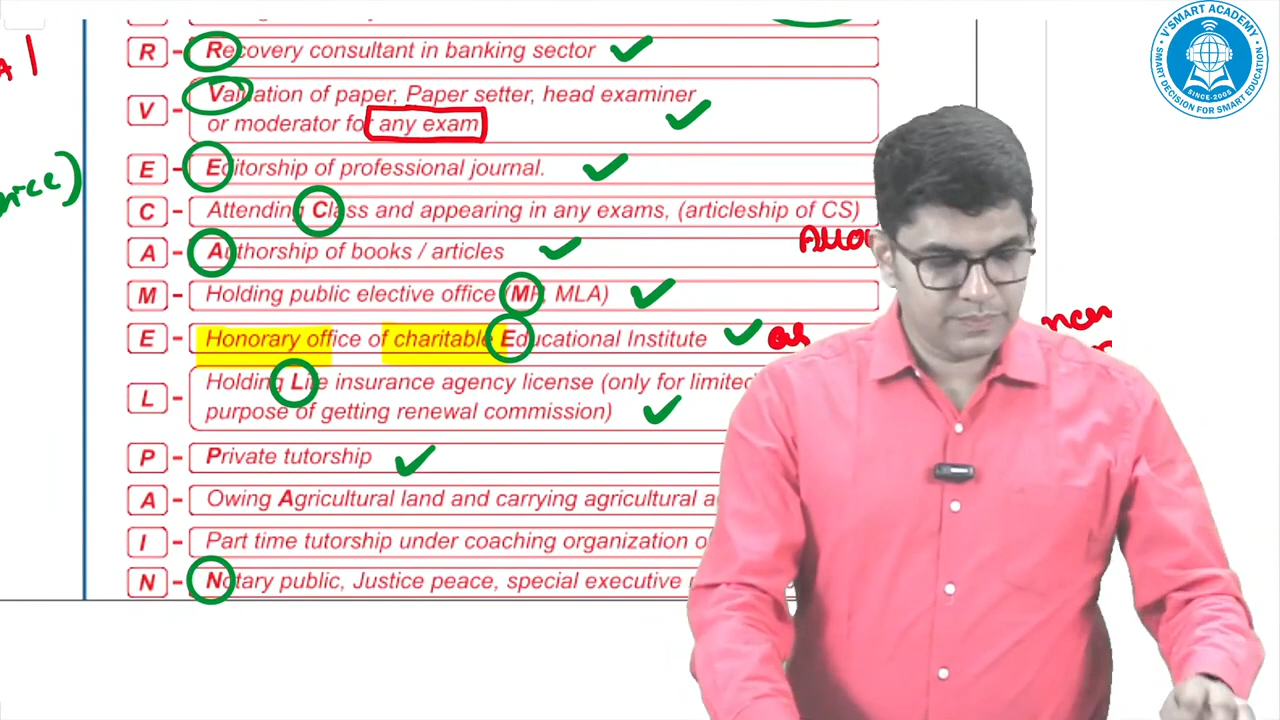 V'SMART ACADEMY
SMART DECISION FOR SMART EDUCATION
SINCE-2005
R - Recovery consultant in banking sector
V - Valuation of paper, Paper setter, head examiner
or moderator for any exam
E - Editorship of professional journal.
C - Attending Class and appearing in any exams, (articleship of CS)
A - Authorship of books / articles
M - Holding public elective office (MP, MLA)
E - Honorary office of charitable Educational Institute
L - Holding Life insurance agency license (only for limited
purpose of getting renewal commission)
P - Private tutorship
A - Owing Agricultural land and carrying agricultural
I - Part time tutorship under coaching organization
N - Notary public, Justice peace, special executive